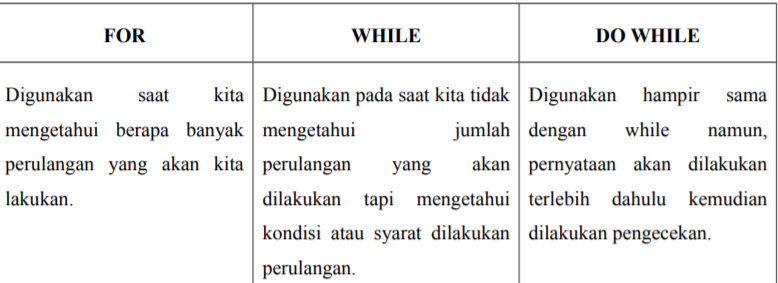 FOR
WHILE
DO WHILE
Digunakan saat kita
mengetahui berapa banyak
perulangan yang akan kita
lakukan.
Digunakan pada saat kita tidak
mengetahui jumlah
perulangan yang akan
dilakukan tapi mengetahui
kondisi atau syarat dilakukan
perulangan.
Digunakan hampir sama
dengan while namun,
pernyataan akan dilakukan
terlebih dahulu kemudian
dilakukan pengecekan.